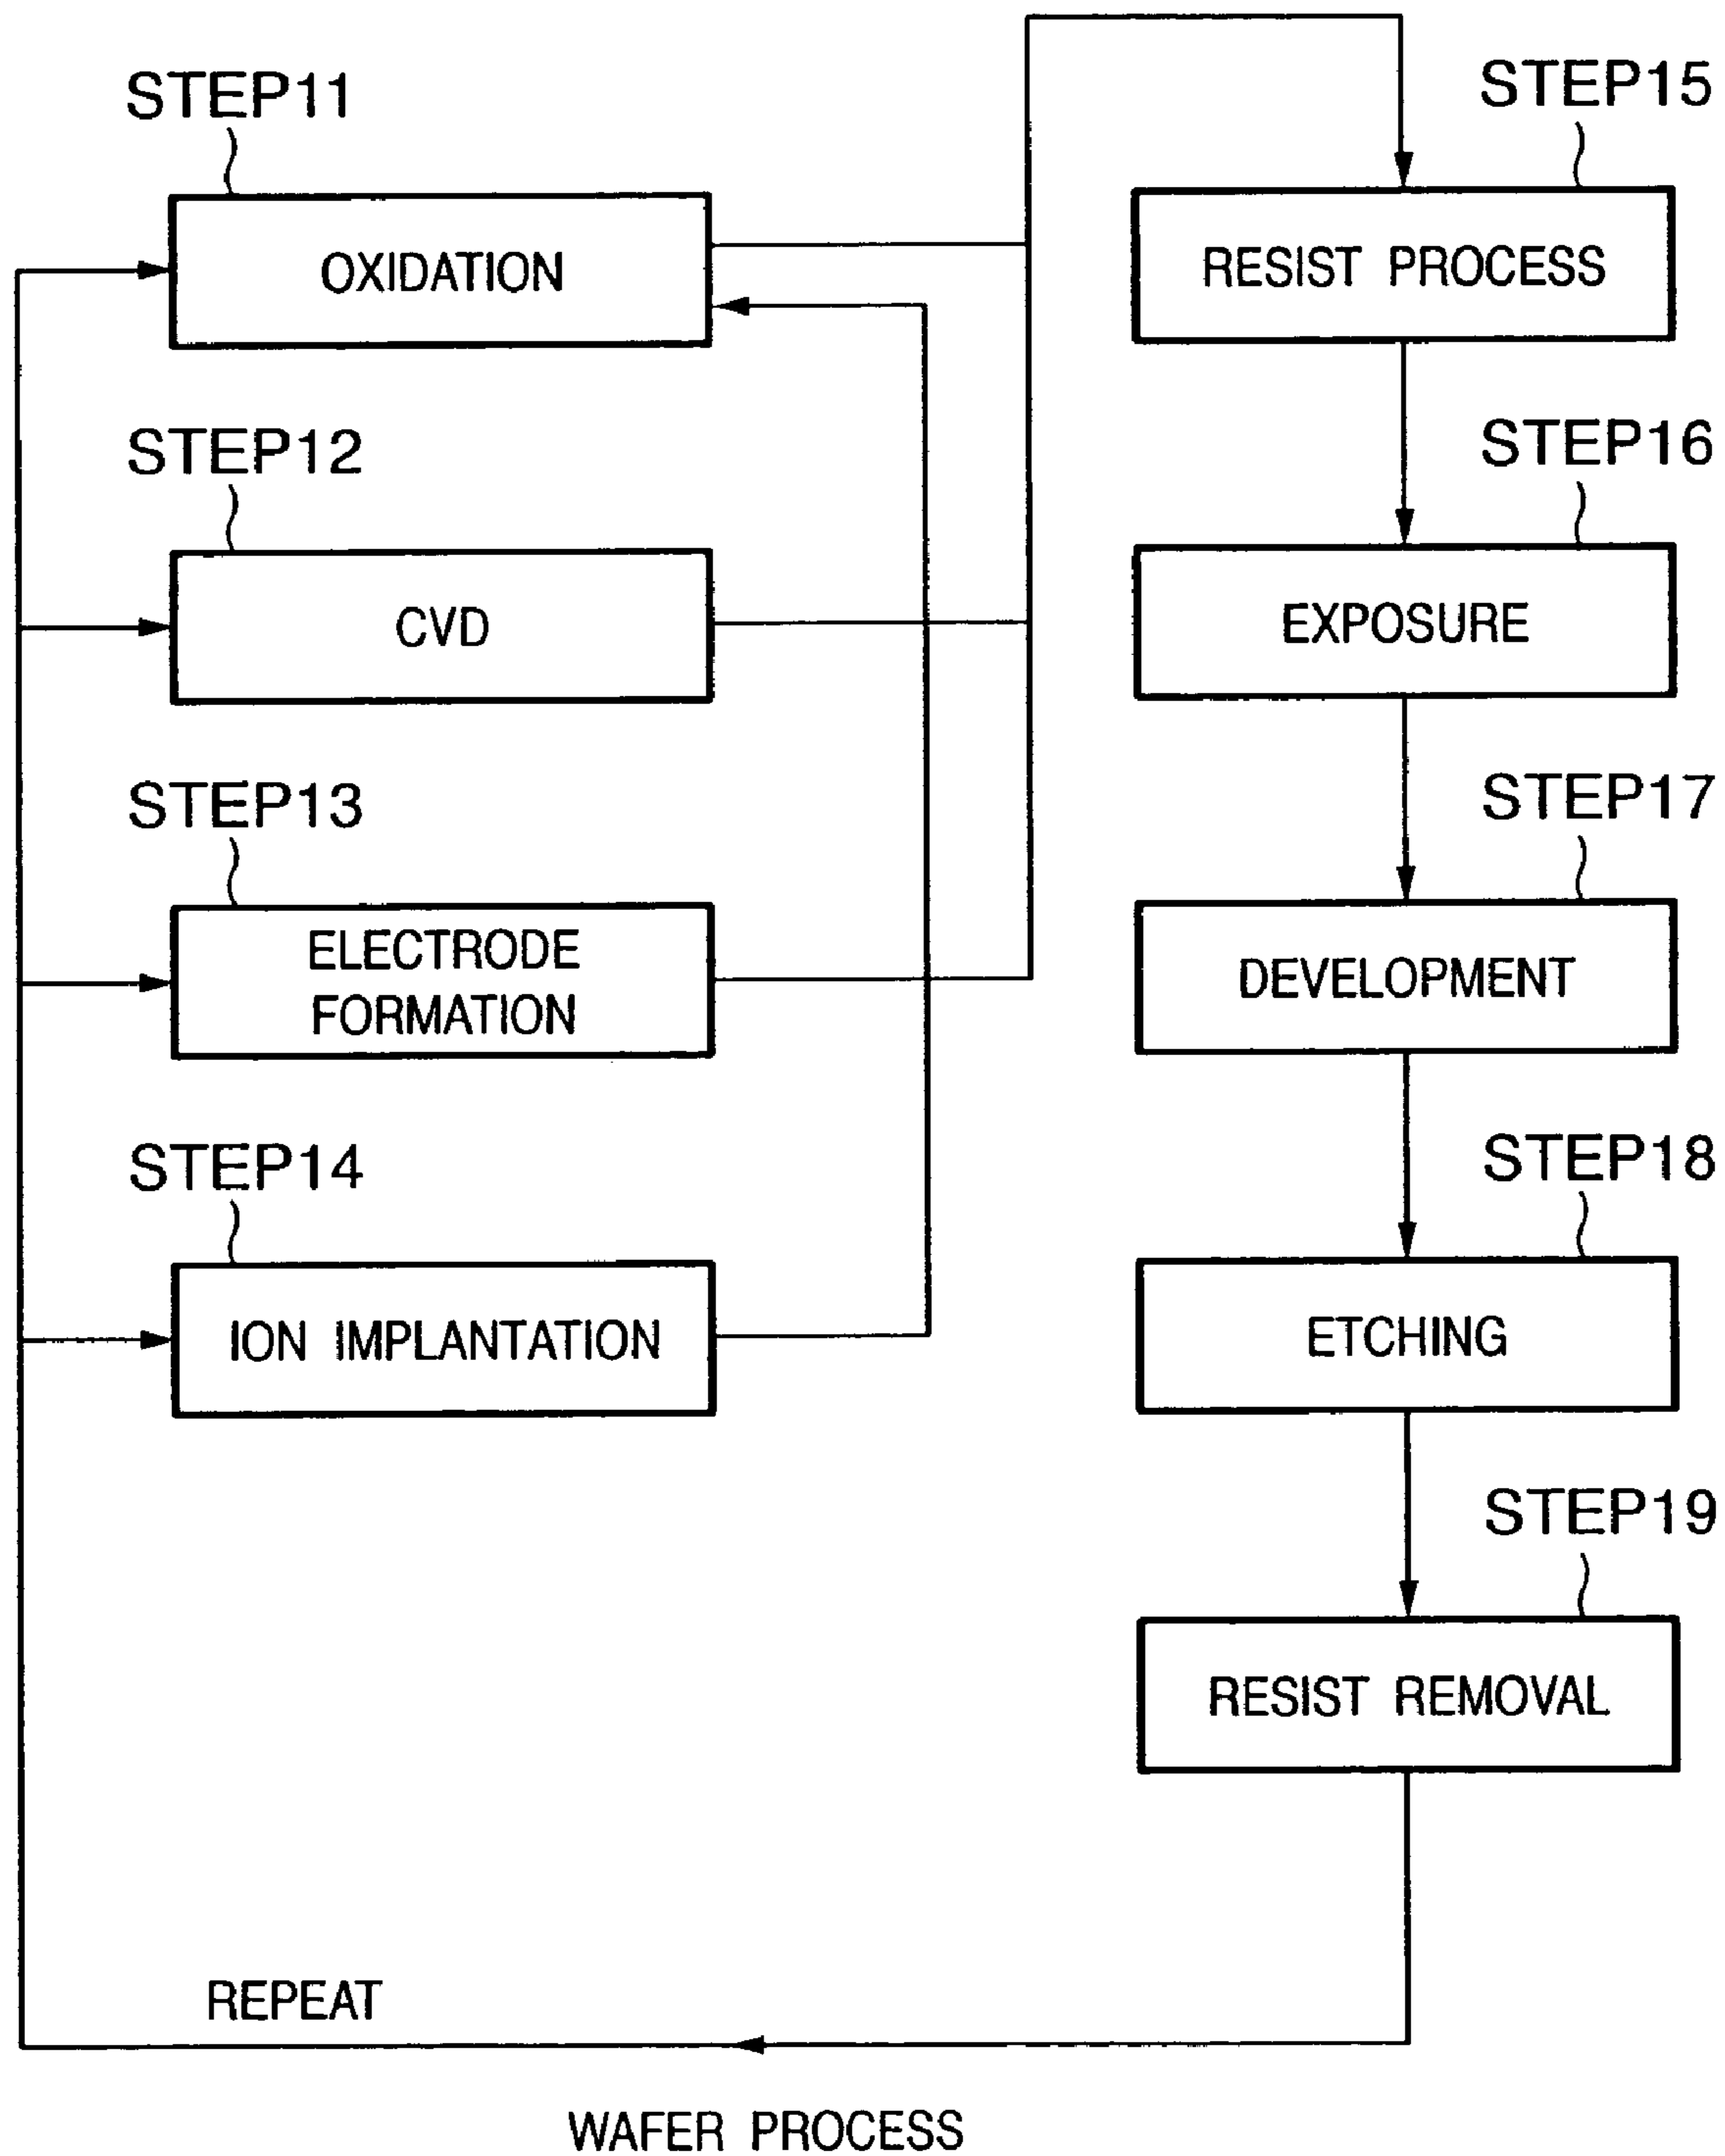 STEP11
OXIDATION
STEP12
CVD
STEP13
ELECTRODE
FORMATION
STEP14
ION IMPLANTATION
STEP15
RESIST PROCESS
STEP16
EXPOSURE
STEP17
DEVELOPMENT
STEP18
ETCHING
STEP19
RESIST REMOVAL
REPEAT
WAFER PROCESS